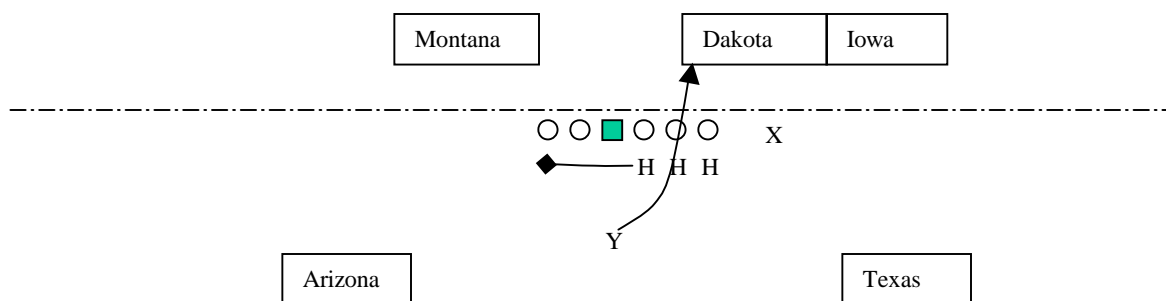 Montana
Dakota
Iowa
X
H H H
Y
Arizona
Texas